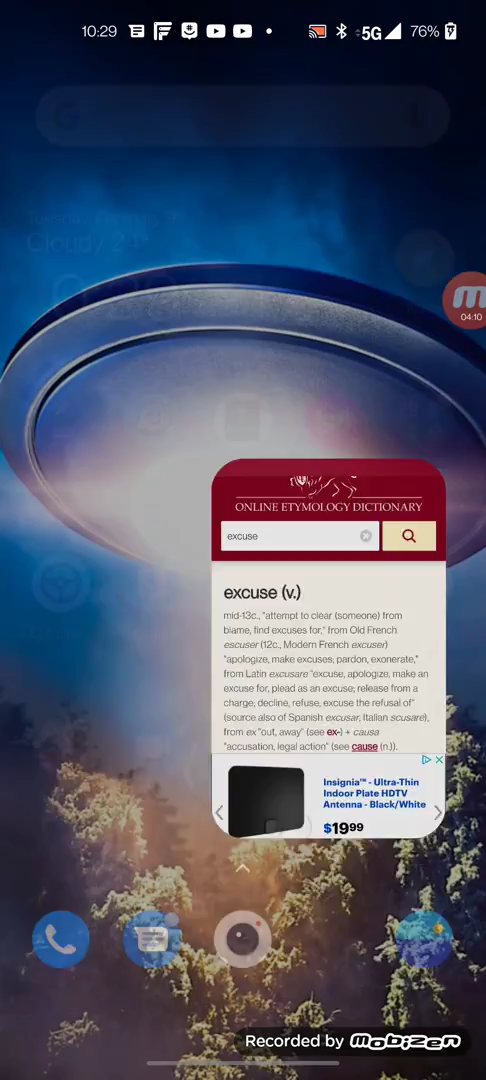 10:29
5G
76%
Cloudy 24°
04:10
ONLINE ETYMOLOGY DICTIONARY
excuse
excuse (v.)
mid-13c., "attempt to clear (someone) from
blame, find excuses for," from Old French
escuser (12c., Modern French excuser)
"apologize, make excuses; pardon, exonerate,"
from Latin excusare "excuse, apologize, make an
excuse for, plead as an excuse; release from a
charge; decline, refuse, excuse the refusal of"
(source also of Spanish excusar, Italian scusare),
from ex "out, away" (see ex-) + causa
"accusation, legal action" (see cause (n.)).
Insignia™ - Ultra-Thin
Indoor Plate HDTV
Antenna - Black/White
$1999
Recorded by mobizen